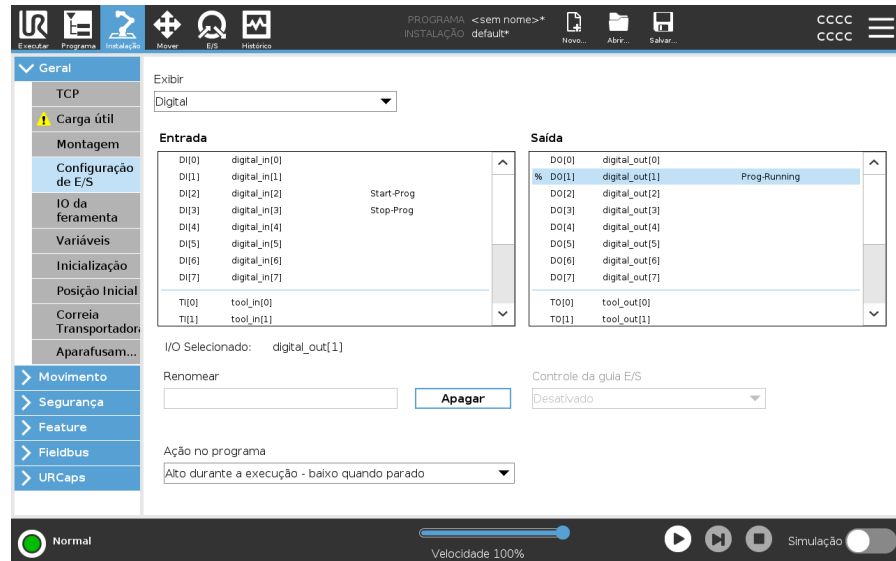 PROGRAMA <sem nome>*
INSTALAÇÃO default*
CCCC
CCCC
Executar Programa Instalação Mover E/S Histórico Novo... Abrir... Salvar...
Geral
TCP
Carga útil
Montagem
Configuração
de E/S
IO da
feramenta
Variáveis
Inicialização
Posição Inicial
Correia
Transportadora
Aparafusam...
Movimento
Segurança
Feature
Fieldbus
URCaps
Exibir
Digital
Entrada
DI[0] digital_in[0]
DI[1] digital_in[1]
DI[2] digital_in[2] Start-Prog
DI[3] digital_in[3] Stop-Prog
DI[4] digital_in[4]
DI[5] digital_in[5]
DI[6] digital_in[6]
DI[7] digital_in[7]
TI[0] tool_in[0]
TI[1] tool_in[1]
Saída
DO[0] digital_out[0]
% DO[1] digital_out[1] Prog-Running
DO[2] digital_out[2]
DO[3] digital_out[3]
DO[4] digital_out[4]
DO[5] digital_out[5]
DO[6] digital_out[6]
DO[7] digital_out[7]
TO[0] tool_out[0]
TO[1] tool_out[1]
I/O Selecionado: digital_out[1]
Renomear
Apagar
Controle da guia E/S
Desativado
Ação no programa
Alto durante a execução - baixo quando parado
Normal
Velocidade 100%
Simulação